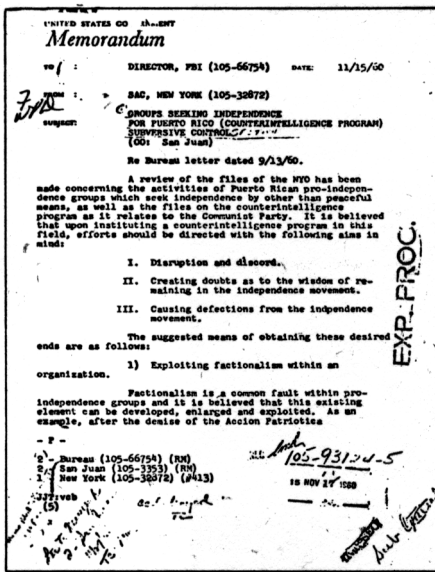 UNITED STATES GO
Memorandum
TO : DIRECTOR, FBI (105-66754) DATE: 11/15/60
FROM : SAC, NEW YORK (105-32872)
SUBJECT: GROUPS SEEKING INDEPENDENCE
FOR PUERTO RICO (COUNTERINTELLIGENCE PROGRAM)
SUBVERSIVE CONTROL
(OO: San Juan)
Re Bureau letter dated 9/13/60.
A review of the files of the NYO has been
made concerning the activities of Puerto Rican pro-indepen-
dence groups which seek independence by other than peaceful
means, as well as the files on the counterintelligence
program as it relates to the Communist Party. It is believed
that upon instituting a counterintelligence program in this
field, efforts should be directed with the following aims in
mind:
I. Disruption and discord.
II. Creating doubts as to the wisdom of re-
maining in the independence movement.
III. Causing defections from the indpendence
movement.
The suggested means of obtaining these desired
ends are as follows:
1) Exploiting factionalism within an
organization.
Factionalism is a common fault within pro-
independence groups and it is believed that this existing
element can be developed, enlarged and exploited. As an
example, after the demise of the Accion Patriotica
- P -
2 - Bureau (105-66754) (RM)
2 - San Juan (105-3353) (RM)
1 - New York (105-32872) (#413)
JJT:veb
(5)
EXP. PROC.
105-93124-5
15 NOV 17 1960